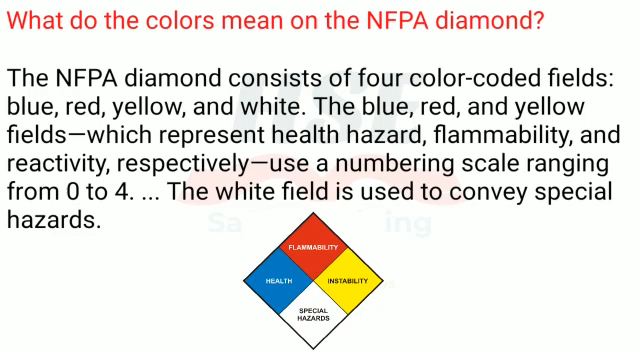 What do the colors mean on the NFPA diamond?
The NFPA diamond consists of four color-coded fields:
blue, red, yellow, and white. The blue, red, and yellow
fields—which represent health hazard, flammability, and
reactivity, respectively—use a numbering scale ranging
from 0 to 4. ... The white field is used to convey special
hazards.
FLAMMABILITY
HEALTH
INSTABILITY
SPECIAL
HAZARDS